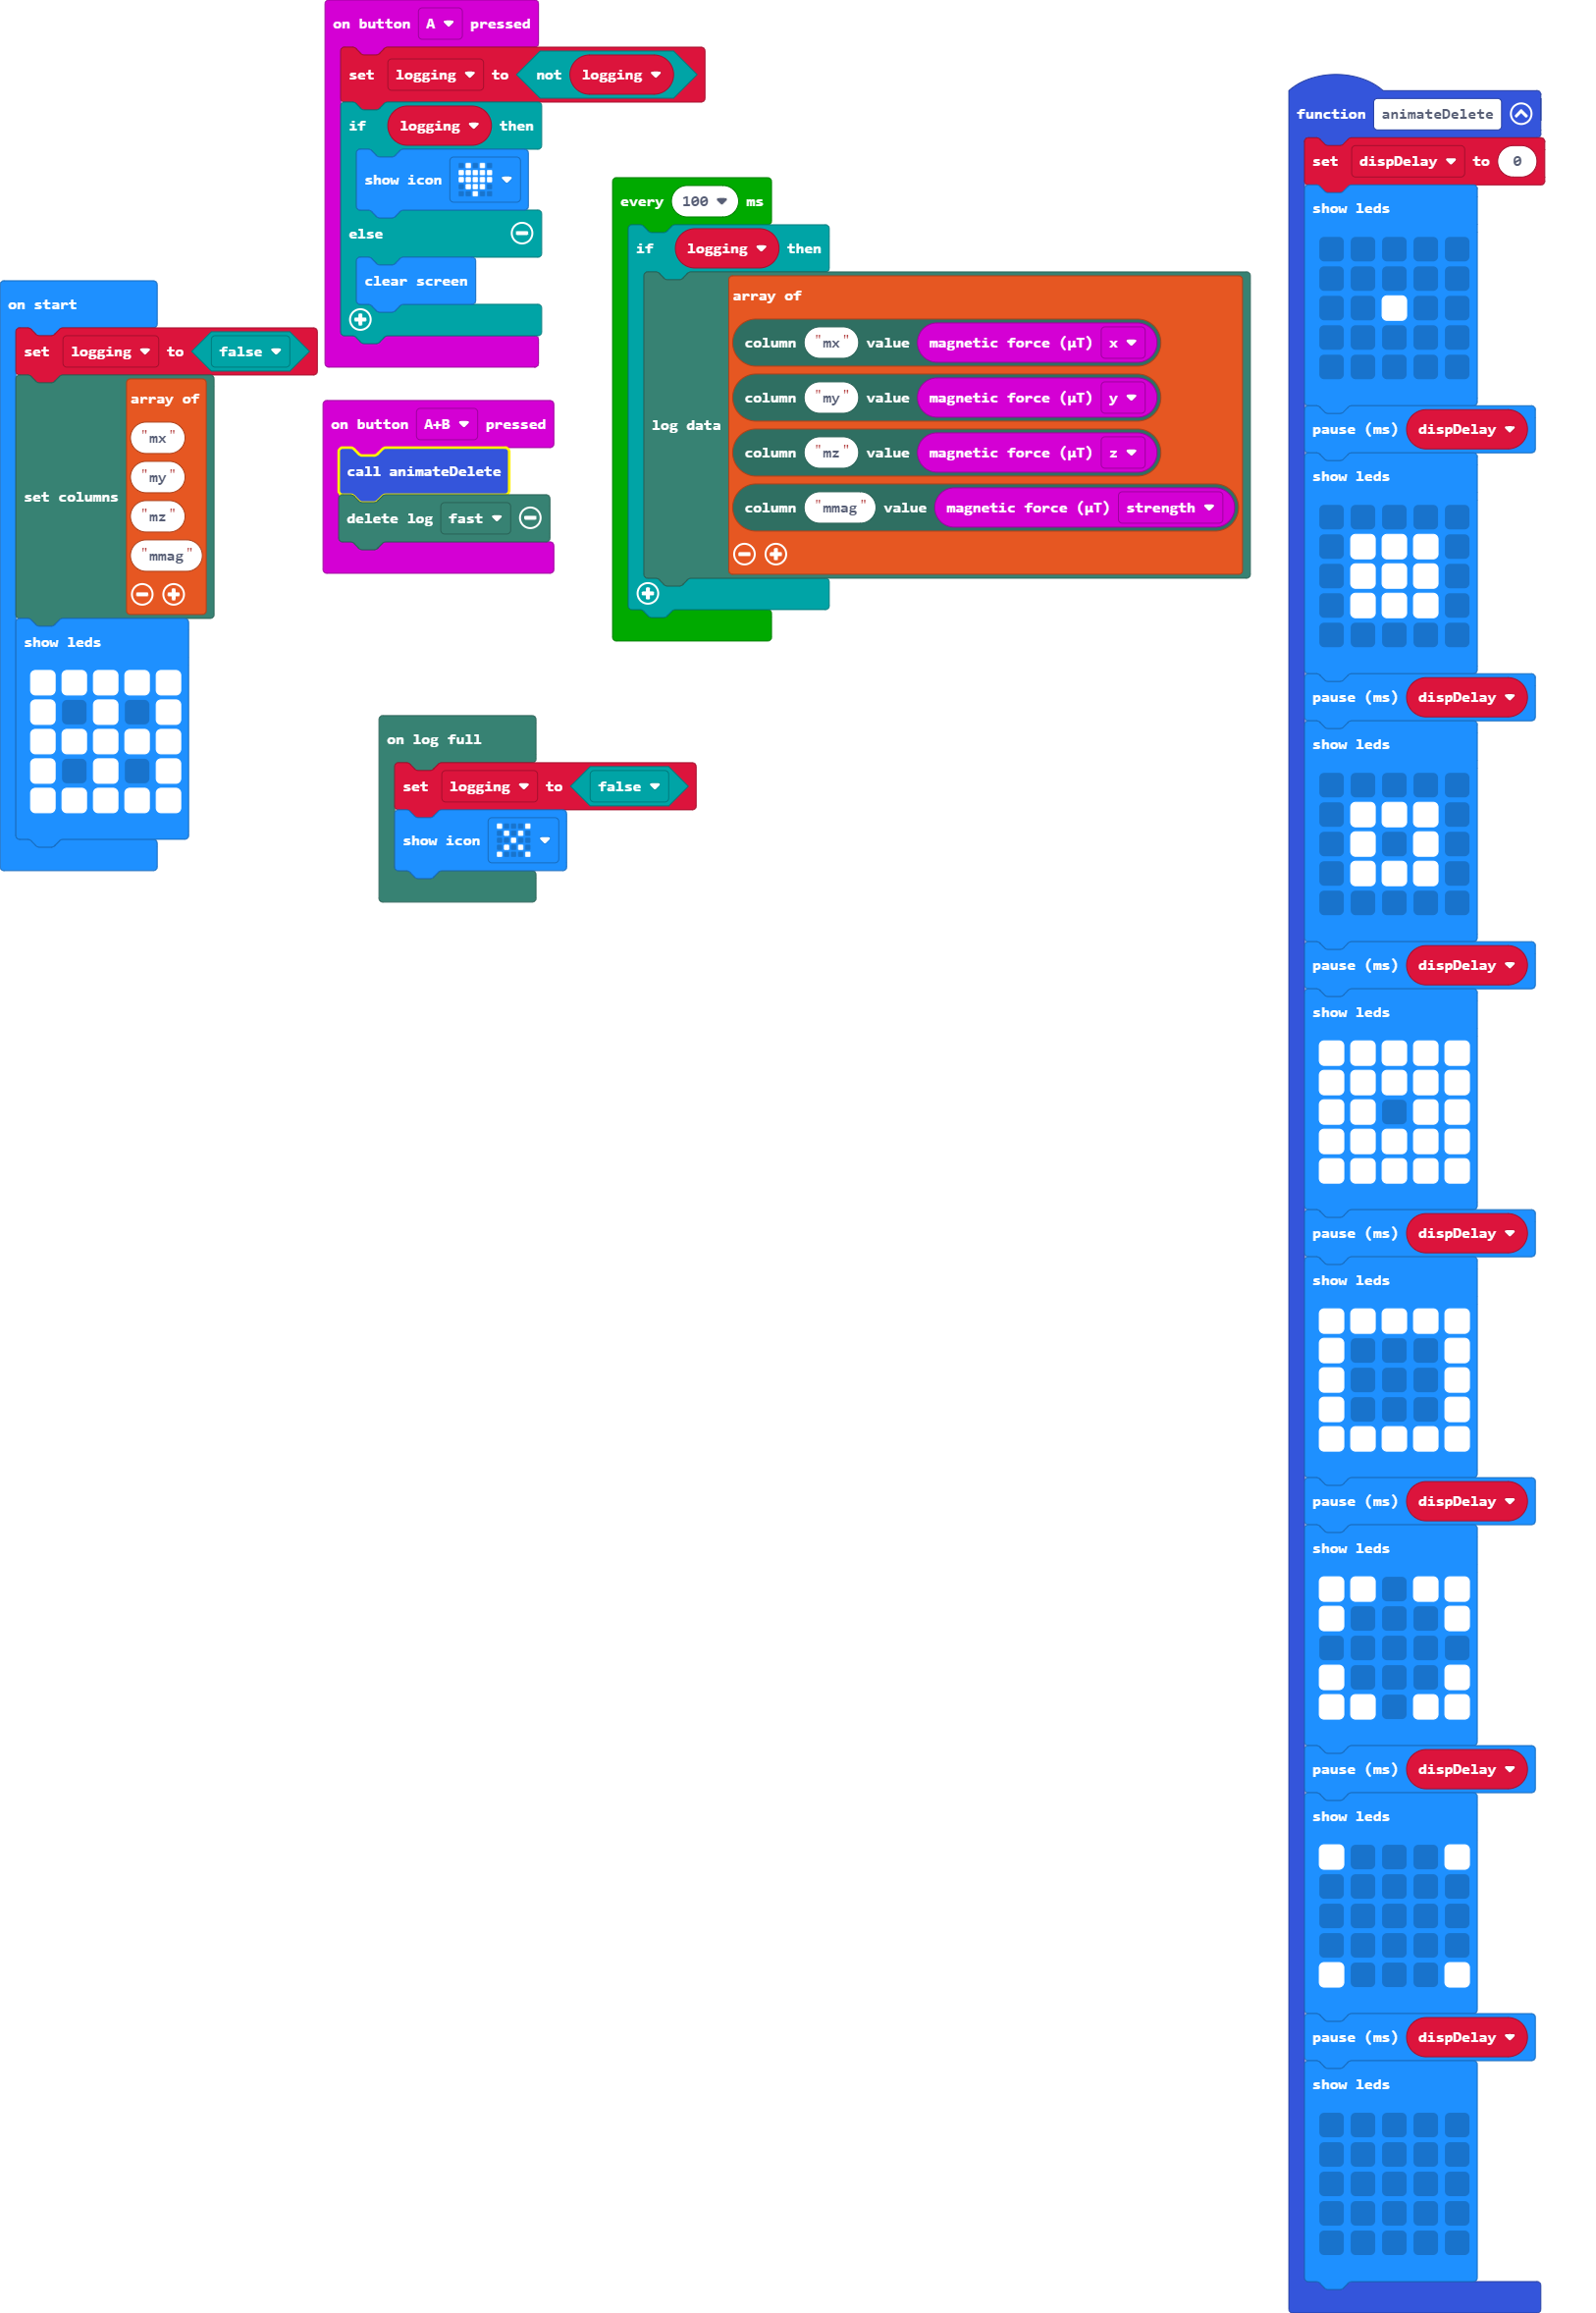 on start
set logging to false
set columns
array of
"mx"
"my"
"mz"
"mmag"
show leds
on button A pressed
set logging to not logging
if logging then
show icon
else
clear screen
on button A+B pressed
call animateDelete
delete log fast
on log full
set logging to false
show icon
every 100 ms
if logging then
log data
array of
column "mx" value magnetic force (µT) x
column "my" value magnetic force (µT) y
column "mz" value magnetic force (µT) z
column "mmag" value magnetic force (µT) strength
function animateDelete
set dispDelay to 0
show leds
pause (ms) dispDelay
show leds
pause (ms) dispDelay
show leds
pause (ms) dispDelay
show leds
pause (ms) dispDelay
show leds
pause (ms) dispDelay
show leds
pause (ms) dispDelay
show leds
pause (ms) dispDelay
show leds